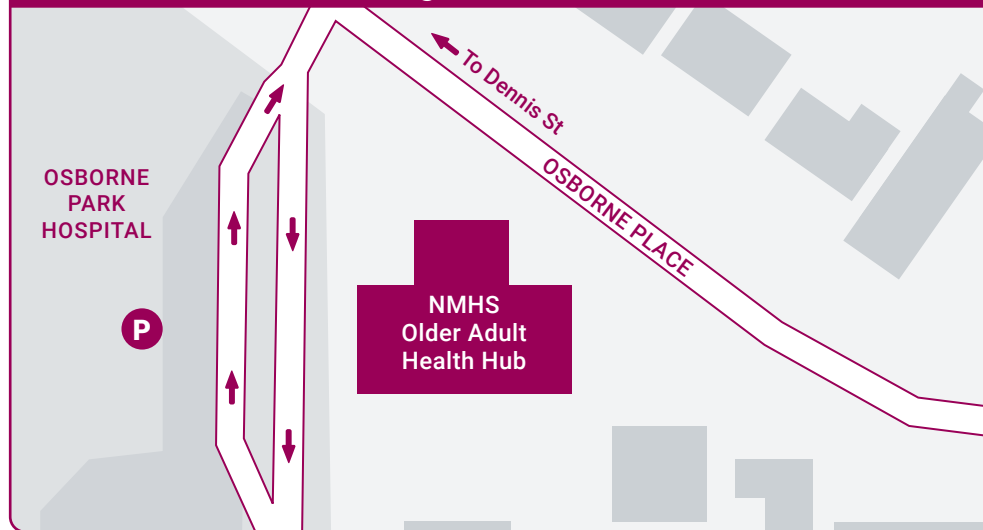 To Dennis St
OSBORNE PLACE
OSBORNE
PARK
HOSPITAL
NMHS
Older Adult
Health Hub
P